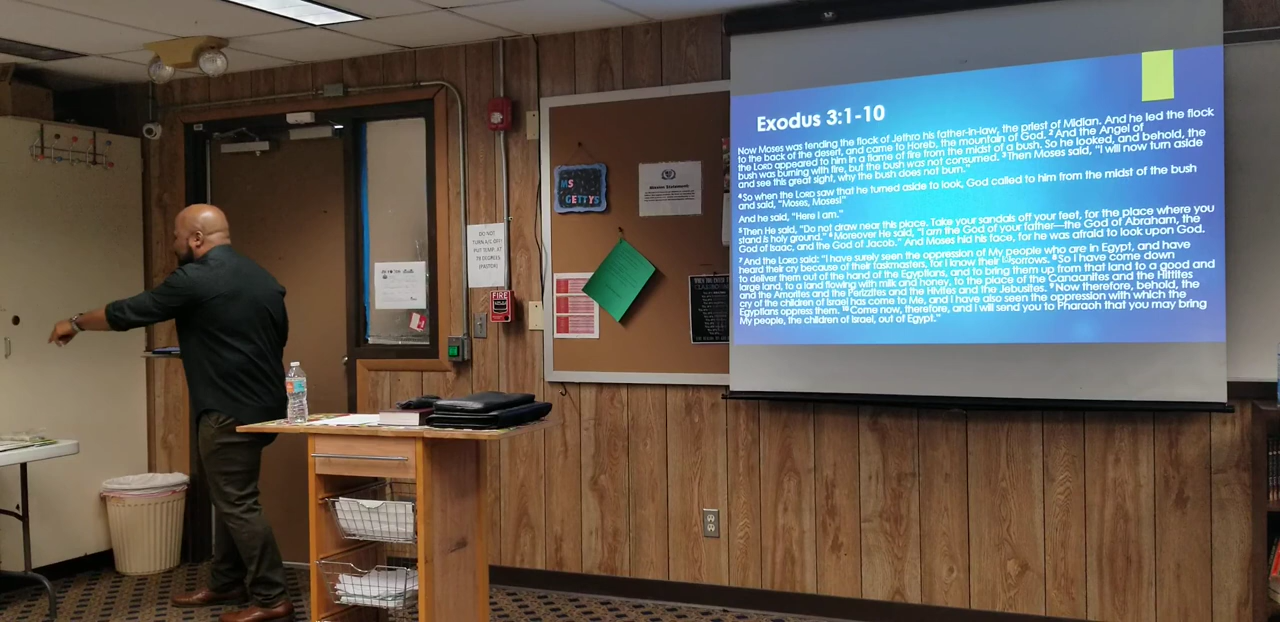 Exodus 3:1-10
Now Moses was tending the flock of Jethro his father-in-law, the priest of Midian. And he led the flock
to the back of the desert, and came to Horeb, the mountain of God. 2 And the Angel of
the LORD appeared to him in a flame of fire from the midst of a bush. So he looked, and behold, the
bush was burning with fire, but the bush was not consumed. 3 Then Moses said, "I will now turn aside
and see this great sight, why the bush does not burn."
4 So when the LORD saw that he turned aside to look, God called to him from the midst of the bush
and said, "Moses, Moses!"
And he said, "Here I am."
5 Then He said, "Do not draw near this place. Take your sandals off your feet, for the place where you
stand is holy ground." 6 Moreover He said, "I am the God of your father—the God of Abraham, the
God of Isaac, and the God of Jacob." And Moses hid his face, for he was afraid to look upon God.
7 And the LORD said: "I have surely seen the oppression of My people who are in Egypt, and have
heard their cry because of their taskmasters, for I know their sorrows. 8 So I have come down
to deliver them out of the hand of the Egyptians, and to bring them up from that land to a good and
large land, to a land flowing with milk and honey, to the place of the Canaanites and the Hittites
and the Amorites and the Perizzites and the Hivites and the Jebusites. 9 Now therefore, behold, the
cry of the children of Israel has come to Me, and I have also seen the oppression with which the
Egyptians oppress them. 10 Come now, therefore, and I will send you to Pharaoh that you may bring
My people, the children of Israel, out of Egypt."
MS
GETTYS
Mission Statement:
DO NOT
TURN A/C OFF
PUT TEMP. AT
78 DEGREES
(PASTOR)
FIRE